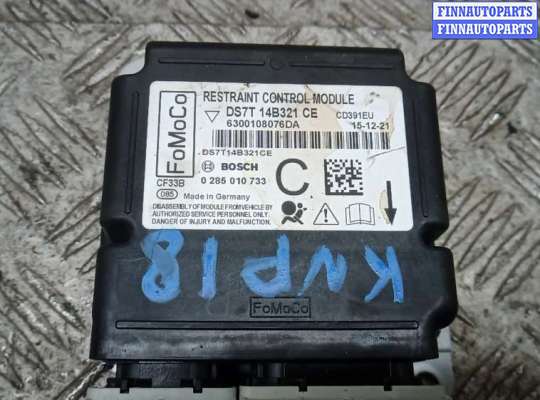 FINNAUTOPARTS
FINNAUTOPARTS
FoMoCo
RESTRAINT CONTROL MODULE
DS7T 14B321 CE
CD391EU
6300108076DA
15-12-21
DS7T14B321CE
BOSCH
CF33B
0 285 010 733
C
085
Made in Germany
DISASSEMBLY OF MODULE FROM VEHICLE BY
AUTHORIZED SERVICE PERSONNEL ONLY.
DANGER OF INJURY AND MALFUNCTION.
KNP18
FoMoCo